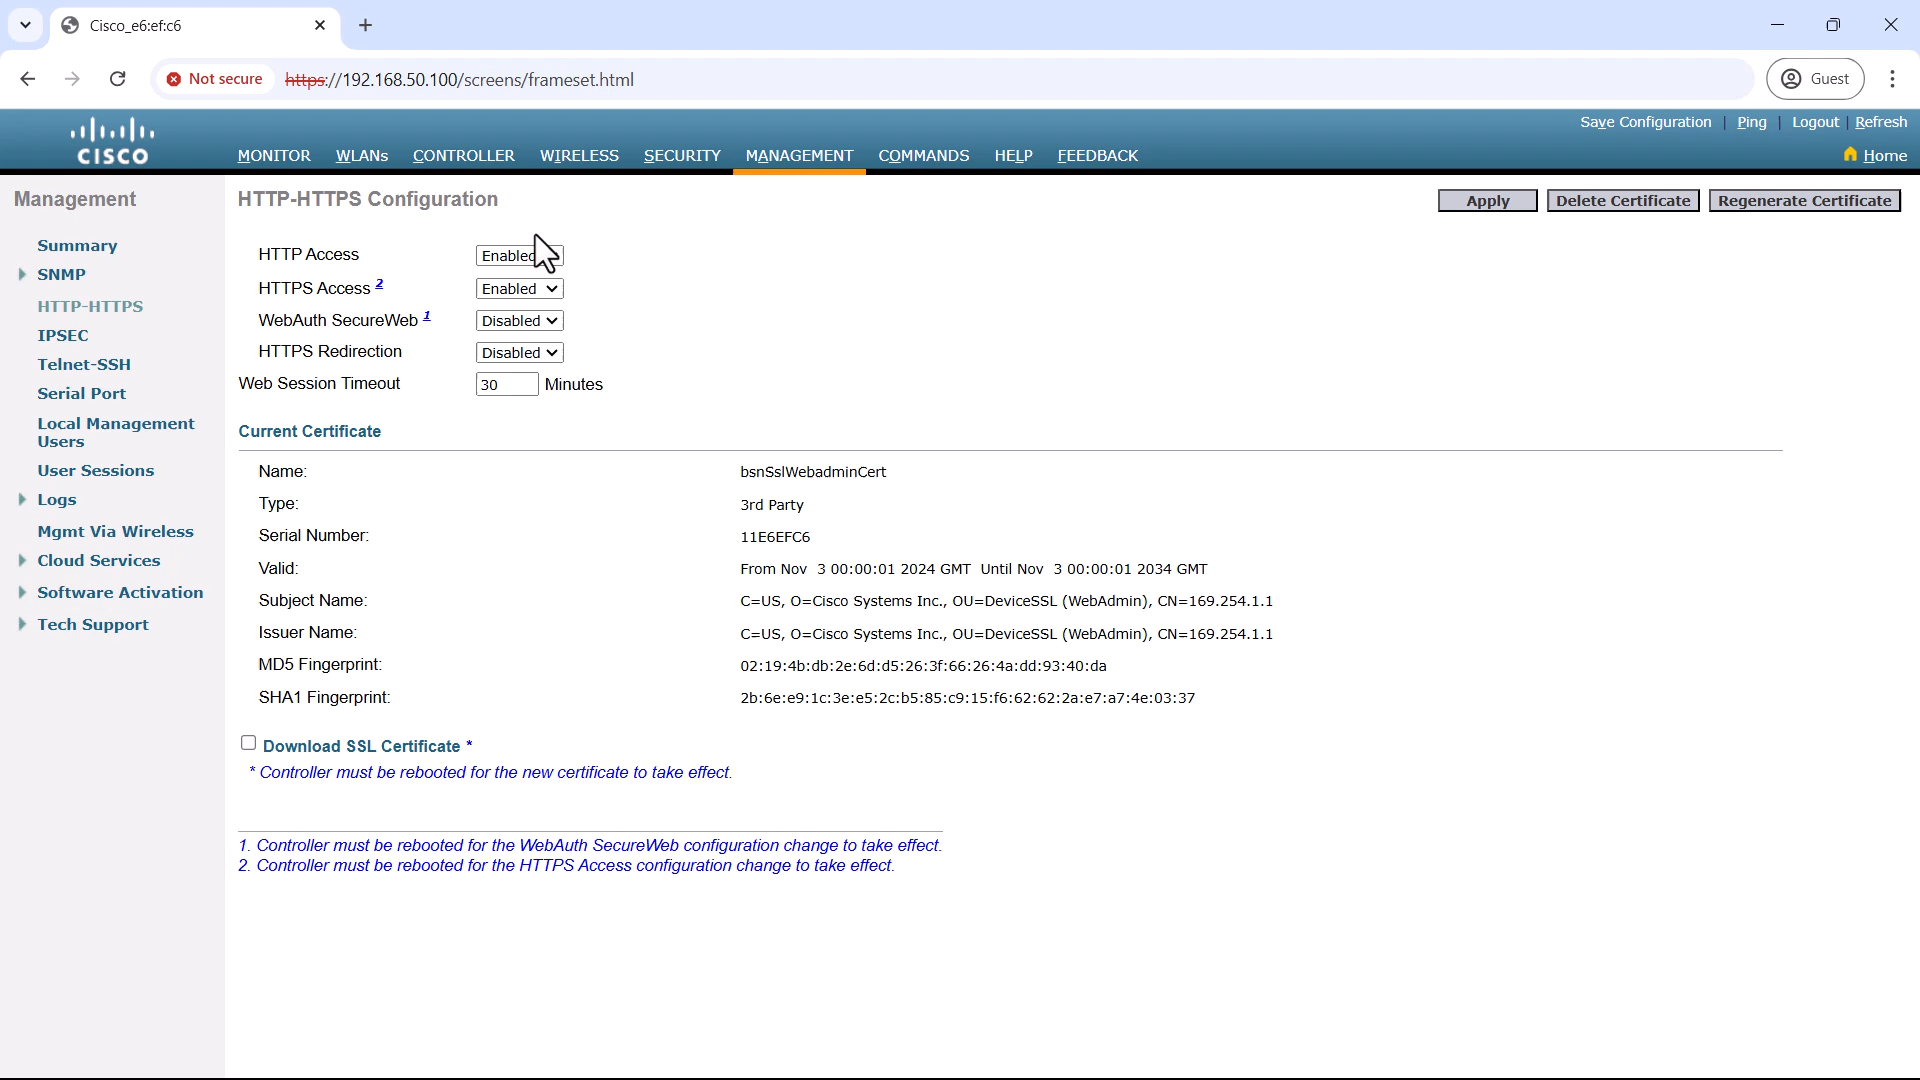 Cisco_e6:ef:c6
Not secure https://192.168.50.100/screens/frameset.html Guest
Save Configuration | Ping | Logout | Refresh
CISCO
MONITOR WLANs CONTROLLER WIRELESS SECURITY MANAGEMENT COMMANDS HELP FEEDBACK Home
Management
Summary
SNMP
HTTP-HTTPS
IPSEC
Telnet-SSH
Serial Port
Local Management
Users
User Sessions
Logs
Mgmt Via Wireless
Cloud Services
Software Activation
Tech Support
HTTP-HTTPS Configuration Apply Delete Certificate Regenerate Certificate
HTTP Access Enabled
HTTPS Access 2 Enabled
WebAuth SecureWeb 1 Disabled
HTTPS Redirection Disabled
Web Session Timeout 30 Minutes
Current Certificate
Name: bsnSslWebadminCert
Type: 3rd Party
Serial Number: 11E6EFC6
Valid: From Nov 3 00:00:01 2024 GMT Until Nov 3 00:00:01 2034 GMT
Subject Name: C=US, O=Cisco Systems Inc., OU=DeviceSSL (WebAdmin), CN=169.254.1.1
Issuer Name: C=US, O=Cisco Systems Inc., OU=DeviceSSL (WebAdmin), CN=169.254.1.1
MD5 Fingerprint: 02:19:4b:db:2e:6d:d5:26:3f:66:26:4a:dd:93:40:da
SHA1 Fingerprint: 2b:6e:e9:1c:3e:e5:2c:b5:85:c9:15:f6:62:62:2a:e7:a7:4e:03:37
Download SSL Certificate *
* Controller must be rebooted for the new certificate to take effect.
1. Controller must be rebooted for the WebAuth SecureWeb configuration change to take effect.
2. Controller must be rebooted for the HTTPS Access configuration change to take effect.